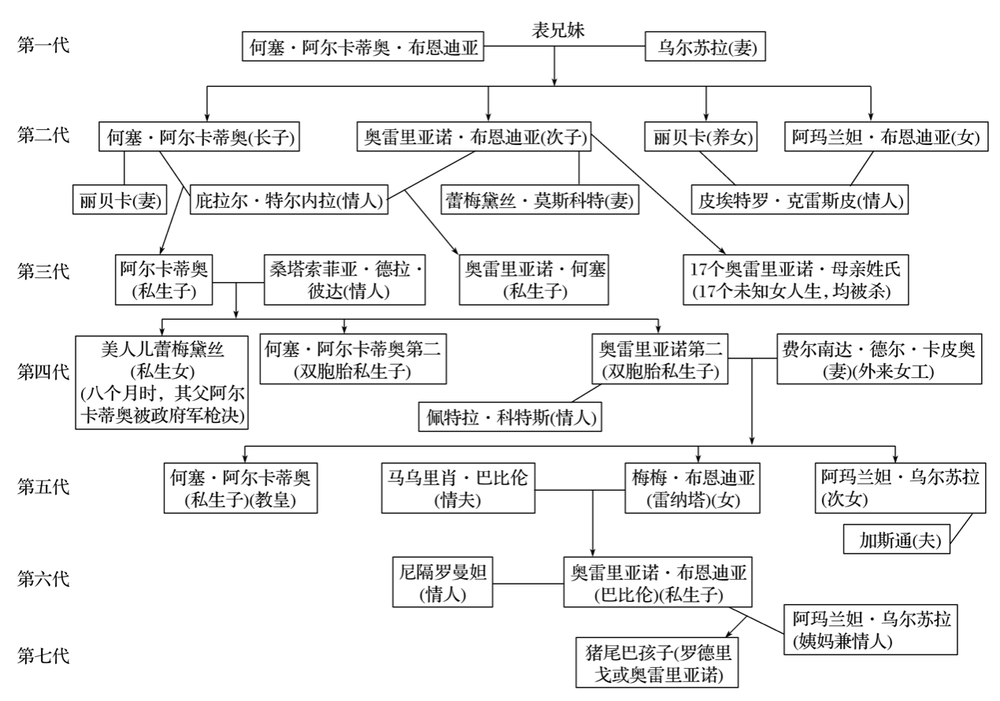 表兄妹
第一代
何塞·阿尔卡蒂奥·布恩迪亚
乌尔苏拉(妻)
第二代
何塞·阿尔卡蒂奥(长子)
奥雷里亚诺·布恩迪亚(次子)
丽贝卡(养女)
阿玛兰妲·布恩迪亚(女)
丽贝卡(妻)
庇拉尔·特尔内拉(情人)
蕾梅黛丝·莫斯科特(妻)
皮埃特罗·克雷斯皮(情人)
第三代
阿尔卡蒂奥
(私生子)
桑塔索菲亚·德拉·
彼达(情人)
奥雷里亚诺·何塞
(私生子)
17个奥雷里亚诺·母亲姓氏
(17个未知女人生,均被杀)
第四代
美人儿蕾梅黛丝
(私生女)
(八个月时，其父阿尔
卡蒂奥被政府军枪决)
何塞·阿尔卡蒂奥第二
(双胞胎私生子)
奥雷里亚诺第二
(双胞胎私生子)
费尔南达·德尔·卡皮奥
(妻)(外来女工)
佩特拉·科特斯(情人)
第五代
何塞·阿尔卡蒂奥
(私生子)(教皇)
马乌里肖·巴比伦
(情夫)
梅梅·布恩迪亚
(雷纳塔)(女)
阿玛兰妲·乌尔苏拉
(次女)
加斯通(夫)
第六代
尼隔罗曼妲
(情人)
奥雷里亚诺·布恩迪亚
(巴比伦)(私生子)
阿玛兰妲·乌尔苏拉
(姨妈兼情人)
第七代
猪尾巴孩子(罗德里
戈或奥雷里亚诺)